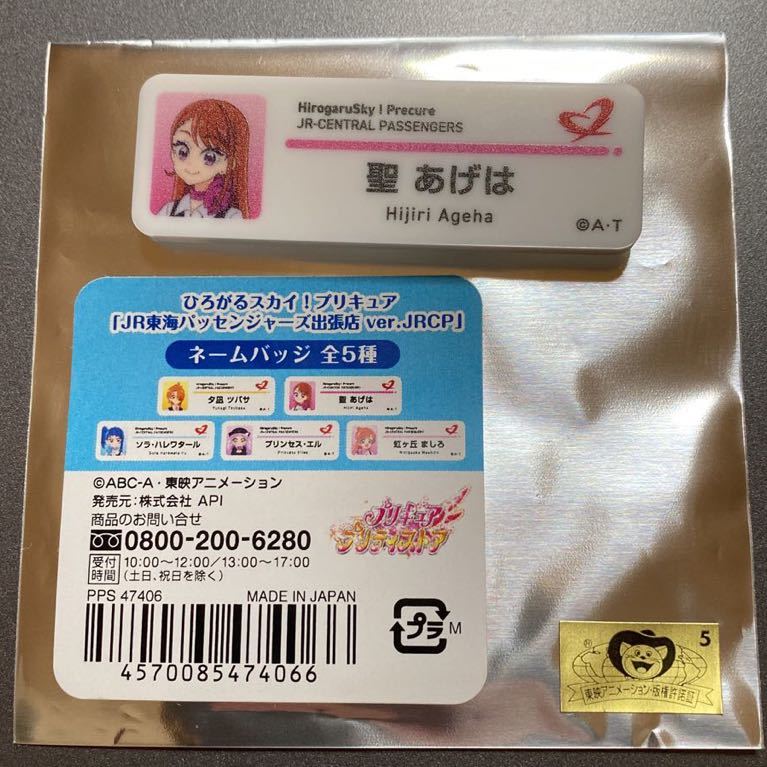 HirogaruSky！Precure
JR-CENTRAL PASSENGERS
聖 あげは
Hijiri Ageha
©A・T
ひろがるスカイ！プリキュア
「JR東海パッセンジャーズ出張店 ver.JRCP」
ネームバッジ 全5種
夕凪 ツバサ
聖 あげは
Hijiri Ageha
ソラ・ハレワタール
プリンセス・エル
虹ヶ丘 ましろ
©ABC-A・東映アニメーション
発売元：株式会社 API
商品のお問い合せ
0800-200-6280
受付時間 10:00～12:00／13:00～17:00
（土日、祝日を除く）
プリキュア
プリティストア
PPS 47406 MADE IN JAPAN
4570085474066
プラ M
5
®
東映アニメーション・版権許諾証